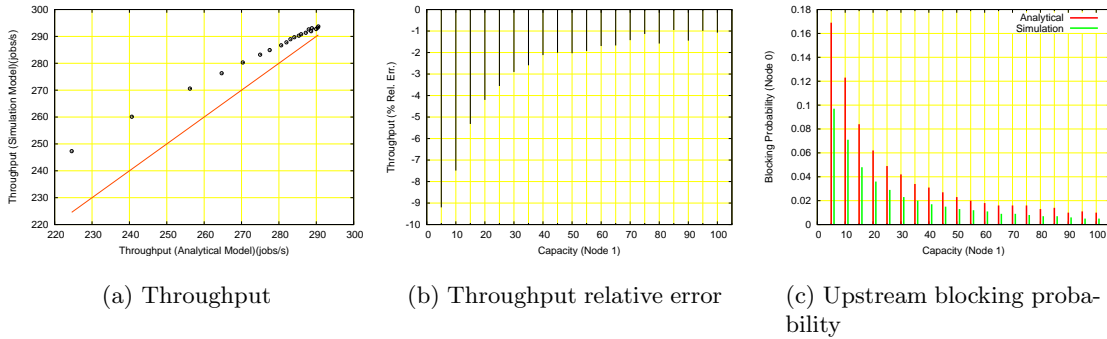 300
290
280
270
260
250
240
230
220
Throughput (Simulation Model)(jobs/s)
220 230 240 250 260 270 280 290 300
Throughput (Analytical Model)(jobs/s)
(a) Throughput
0
-1
-2
-3
-4
-5
-6
-7
-8
-9
-10
Throughput (% Rel. Err.)
0 10 20 30 40 50 60 70 80 90 100
Capacity (Node 1)
(b) Throughput relative error
0.18
0.16
0.14
0.12
0.1
0.08
0.06
0.04
0.02
0
Blocking Probability (Node 0)
Analytical
Simulation
0 10 20 30 40 50 60 70 80 90 100
Capacity (Node 1)
(c) Upstream blocking proba-
bility